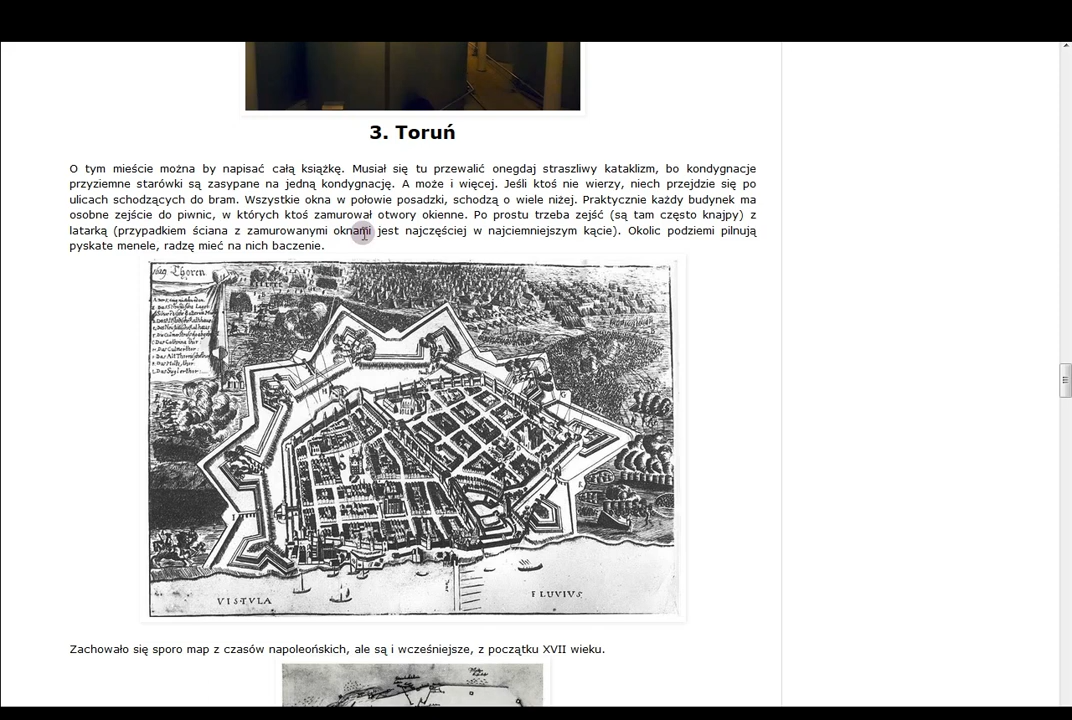 3. Toruń
O tym mieście można by napisać całą książkę. Musiał się tu przewalić onegdaj straszliwy kataklizm, bo kondygnacje
przyziemne starówki są zasypane na jedną kondygnację. A może i więcej. Jeśli ktoś nie wierzy, niech przejdzie się po
ulicach schodzących do bram. Wszystkie okna w połowie posadzki, schodzą o wiele niżej. Praktycznie każdy budynek ma
osobne zejście do piwnic, w których ktoś zamurował otwory okienne. Po prostu trzeba zejść (są tam często knajpy) z
latarką (przypadkiem ściana z zamurowanymi oknami jest najczęściej w najciemniejszym kącie). Okolic podziemi pilnują
pyskate menele, radzę mieć na nich baczenie.
Thoren
VISTULA
FLUVIUS
Zachowało się sporo map z czasów napoleońskich, ale są i wcześniejsze, z początku XVII wieku.